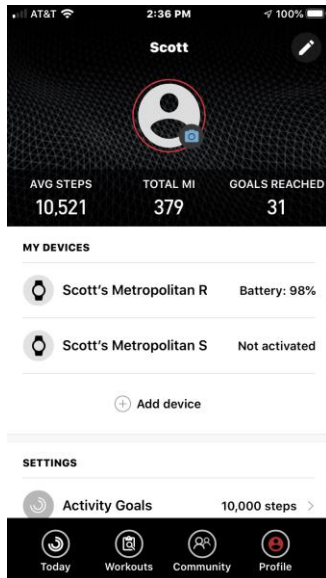 AT&T 2:36 PM 100%
Scott
AVG STEPS TOTAL MI GOALS REACHED
10,521 379 31
MY DEVICES
Scott's Metropolitan R Battery: 98%
Scott's Metropolitan S Not activated
Add device
SETTINGS
Activity Goals 10,000 steps >
Today Workouts Community Profile